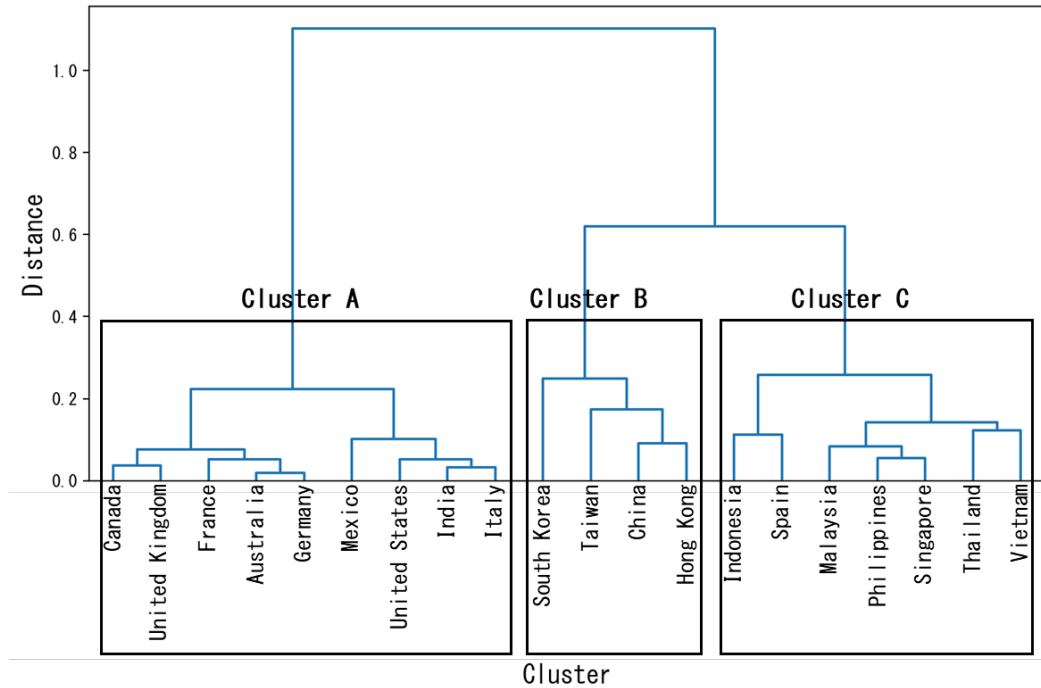 Distance
1.0
0.8
0.6
0.4
0.2
0.0
Cluster A
Cluster B
Cluster C
Canada
United Kingdom
France
Australia
Germany
Mexico
United States
India
Italy
South Korea
Taiwan
China
Hong Kong
Indonesia
Spain
Malaysia
Philippines
Singapore
Thailand
Vietnam
Cluster